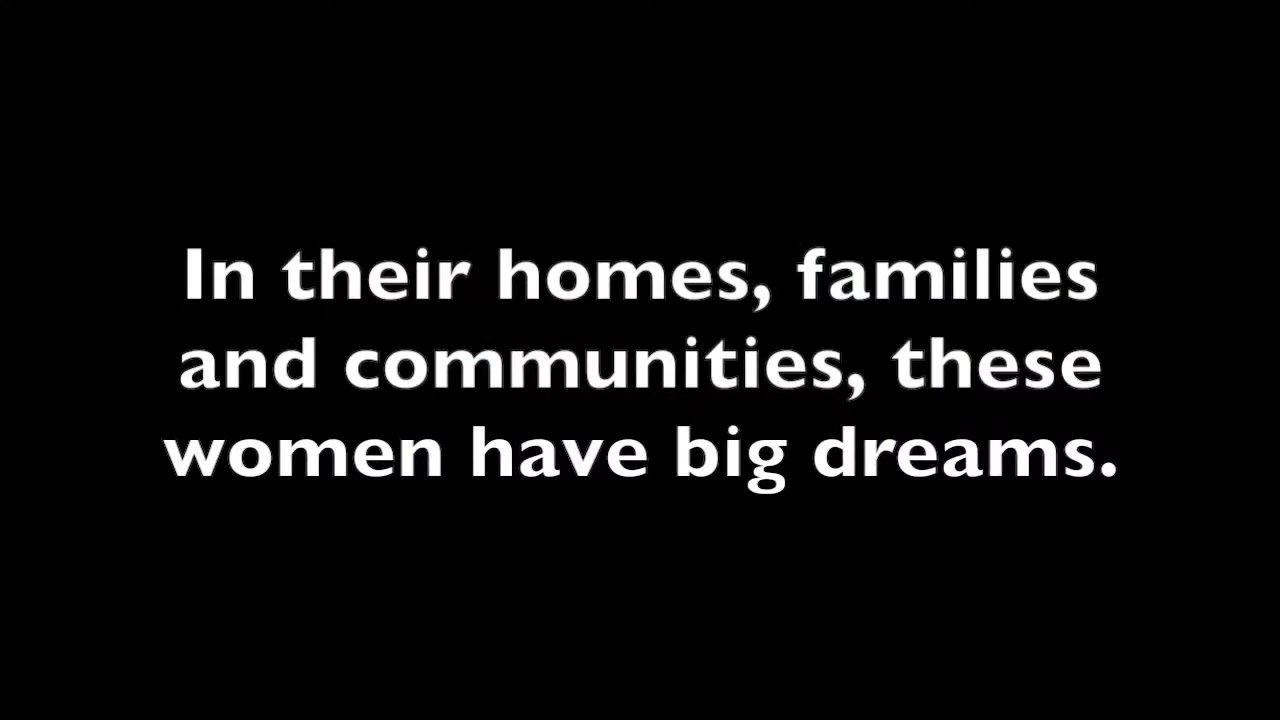 In their homes, families
and communities, these
women have big dreams.